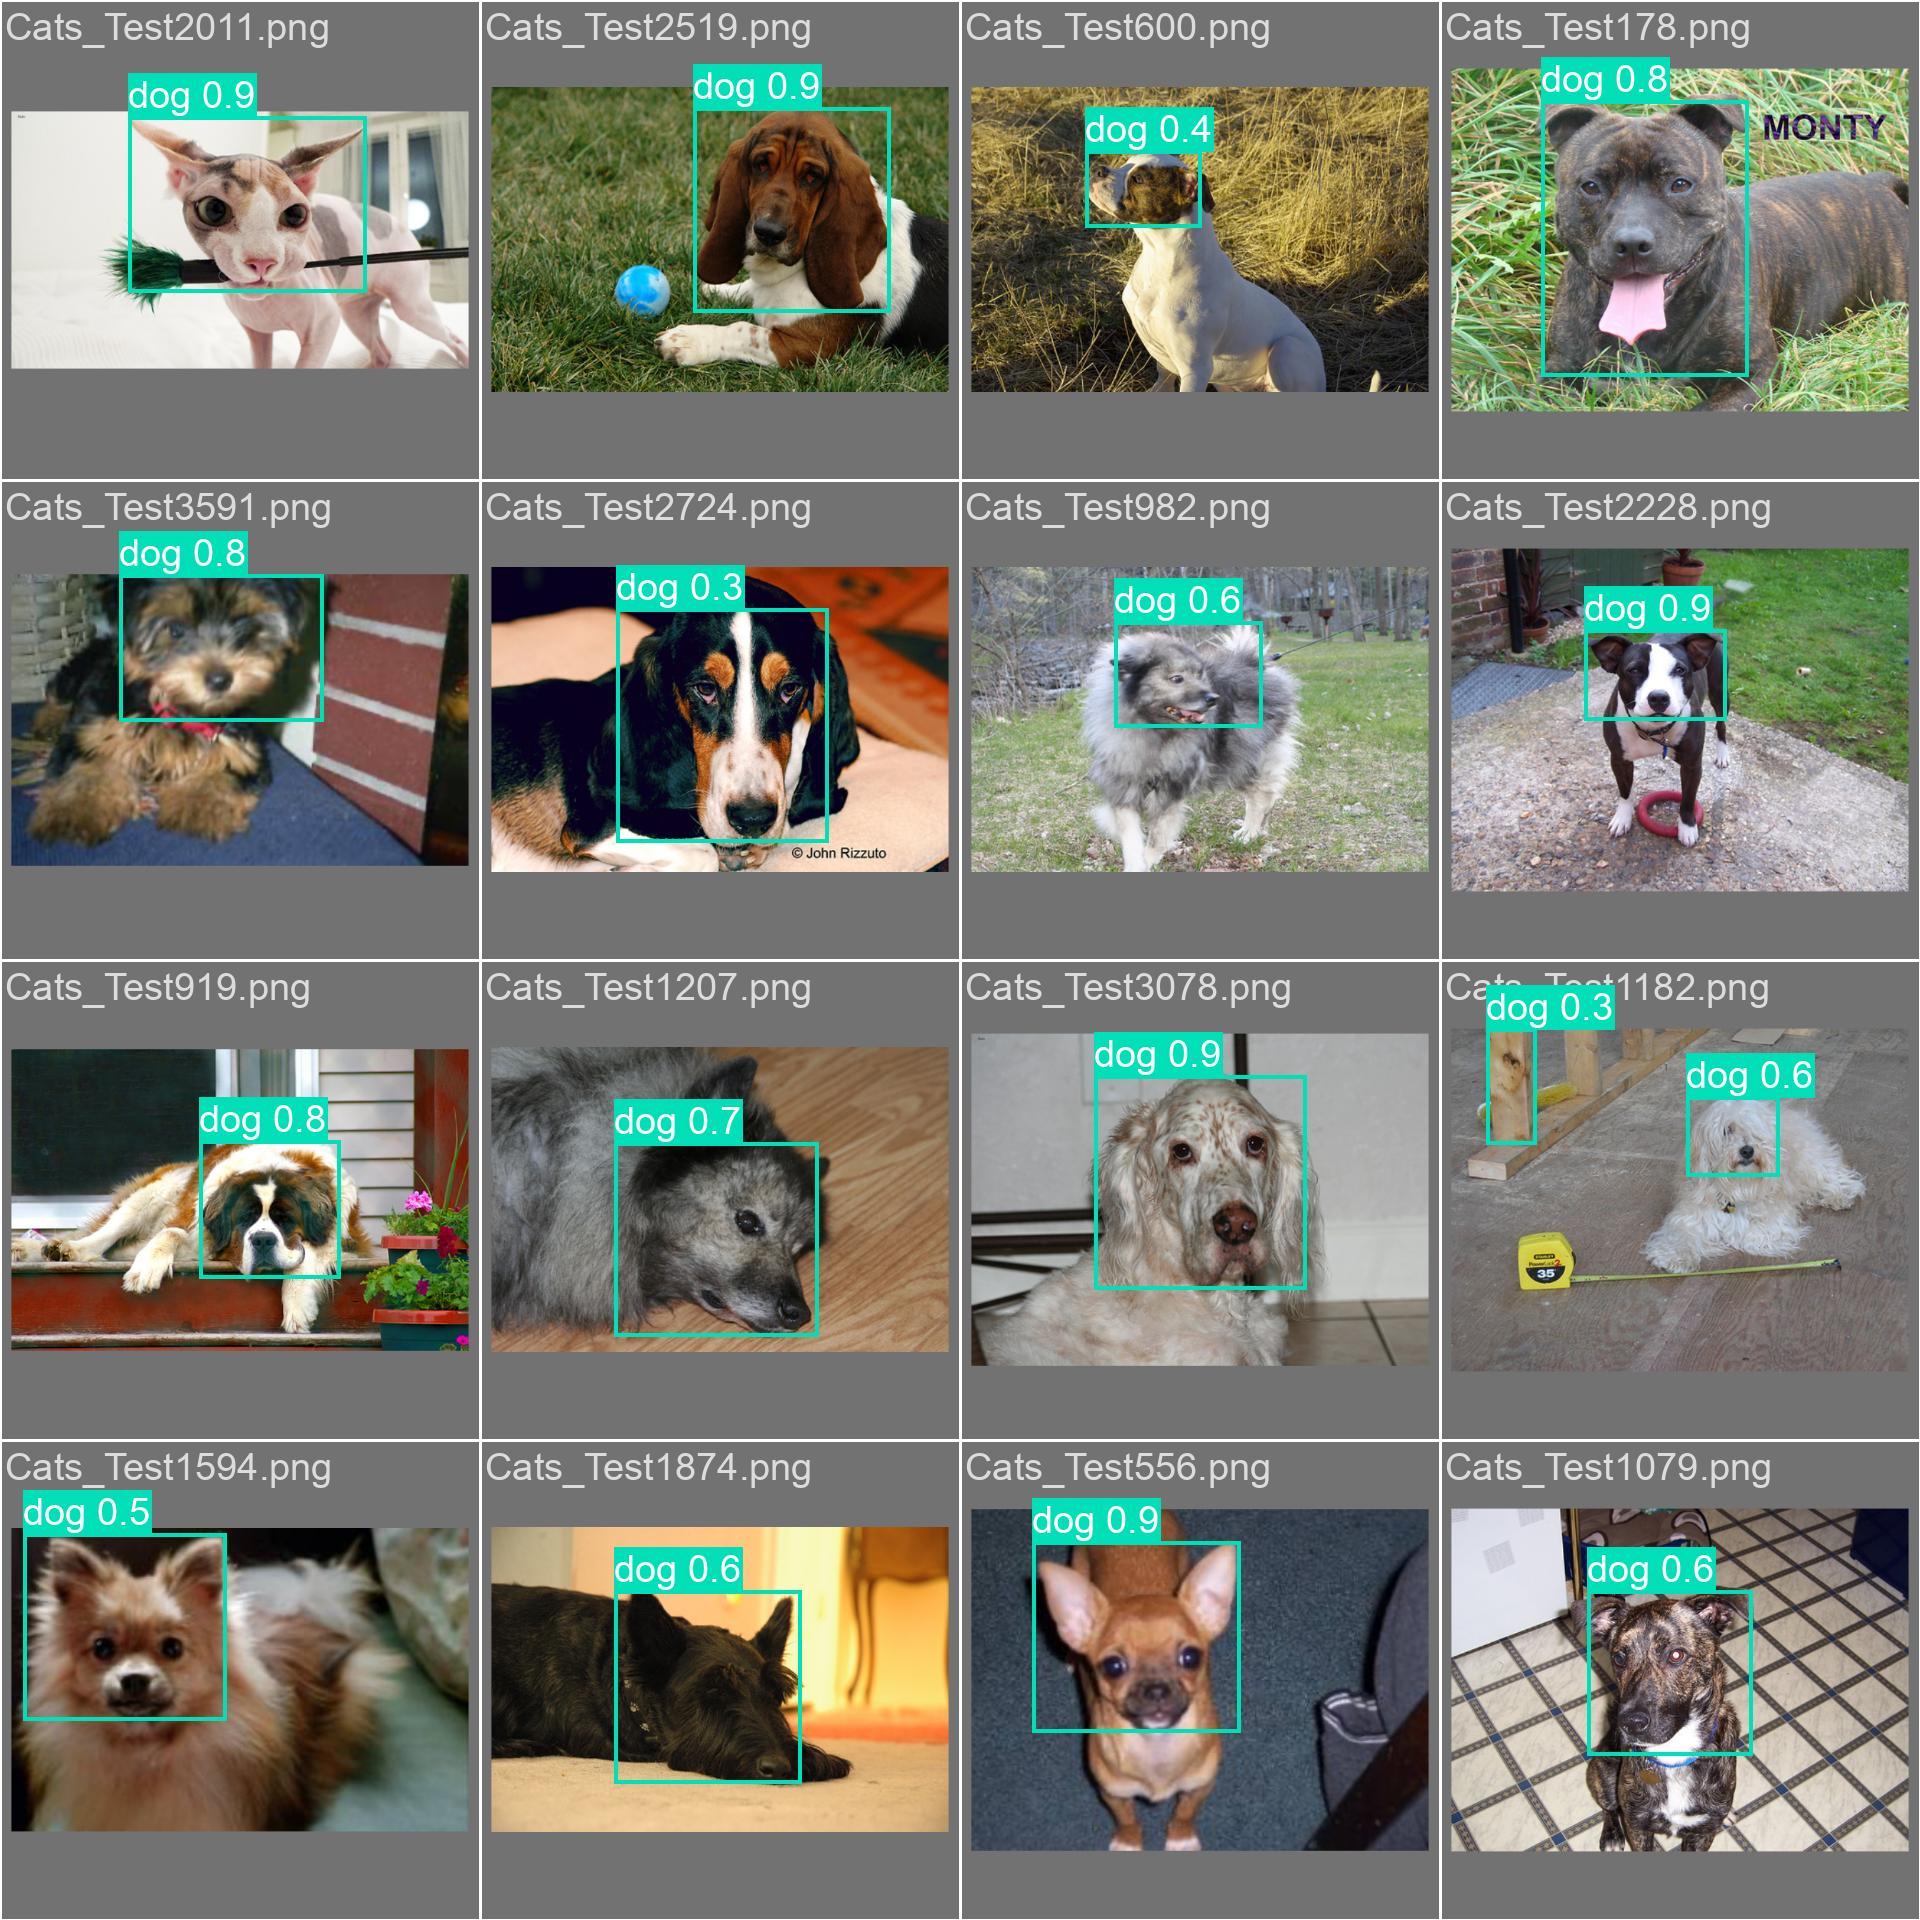 Cats_Test2011.png
dog 0.9
Cats_Test2519.png
dog 0.9
Cats_Test600.png
dog 0.4
Cats_Test178.png
dog 0.8
MONTY
Cats_Test3591.png
dog 0.8
Cats_Test2724.png
dog 0.3
© John Rizzuto
Cats_Test982.png
dog 0.6
Cats_Test2228.png
dog 0.9
Cats_Test919.png
dog 0.8
Cats_Test1207.png
dog 0.7
Cats_Test3078.png
dog 0.9
Cats_Test1182.png
dog 0.3
dog 0.6
STANLEY
PowerLock
35'
Cats_Test1594.png
dog 0.5
Cats_Test1874.png
dog 0.6
Cats_Test556.png
dog 0.9
Cats_Test1079.png
dog 0.6